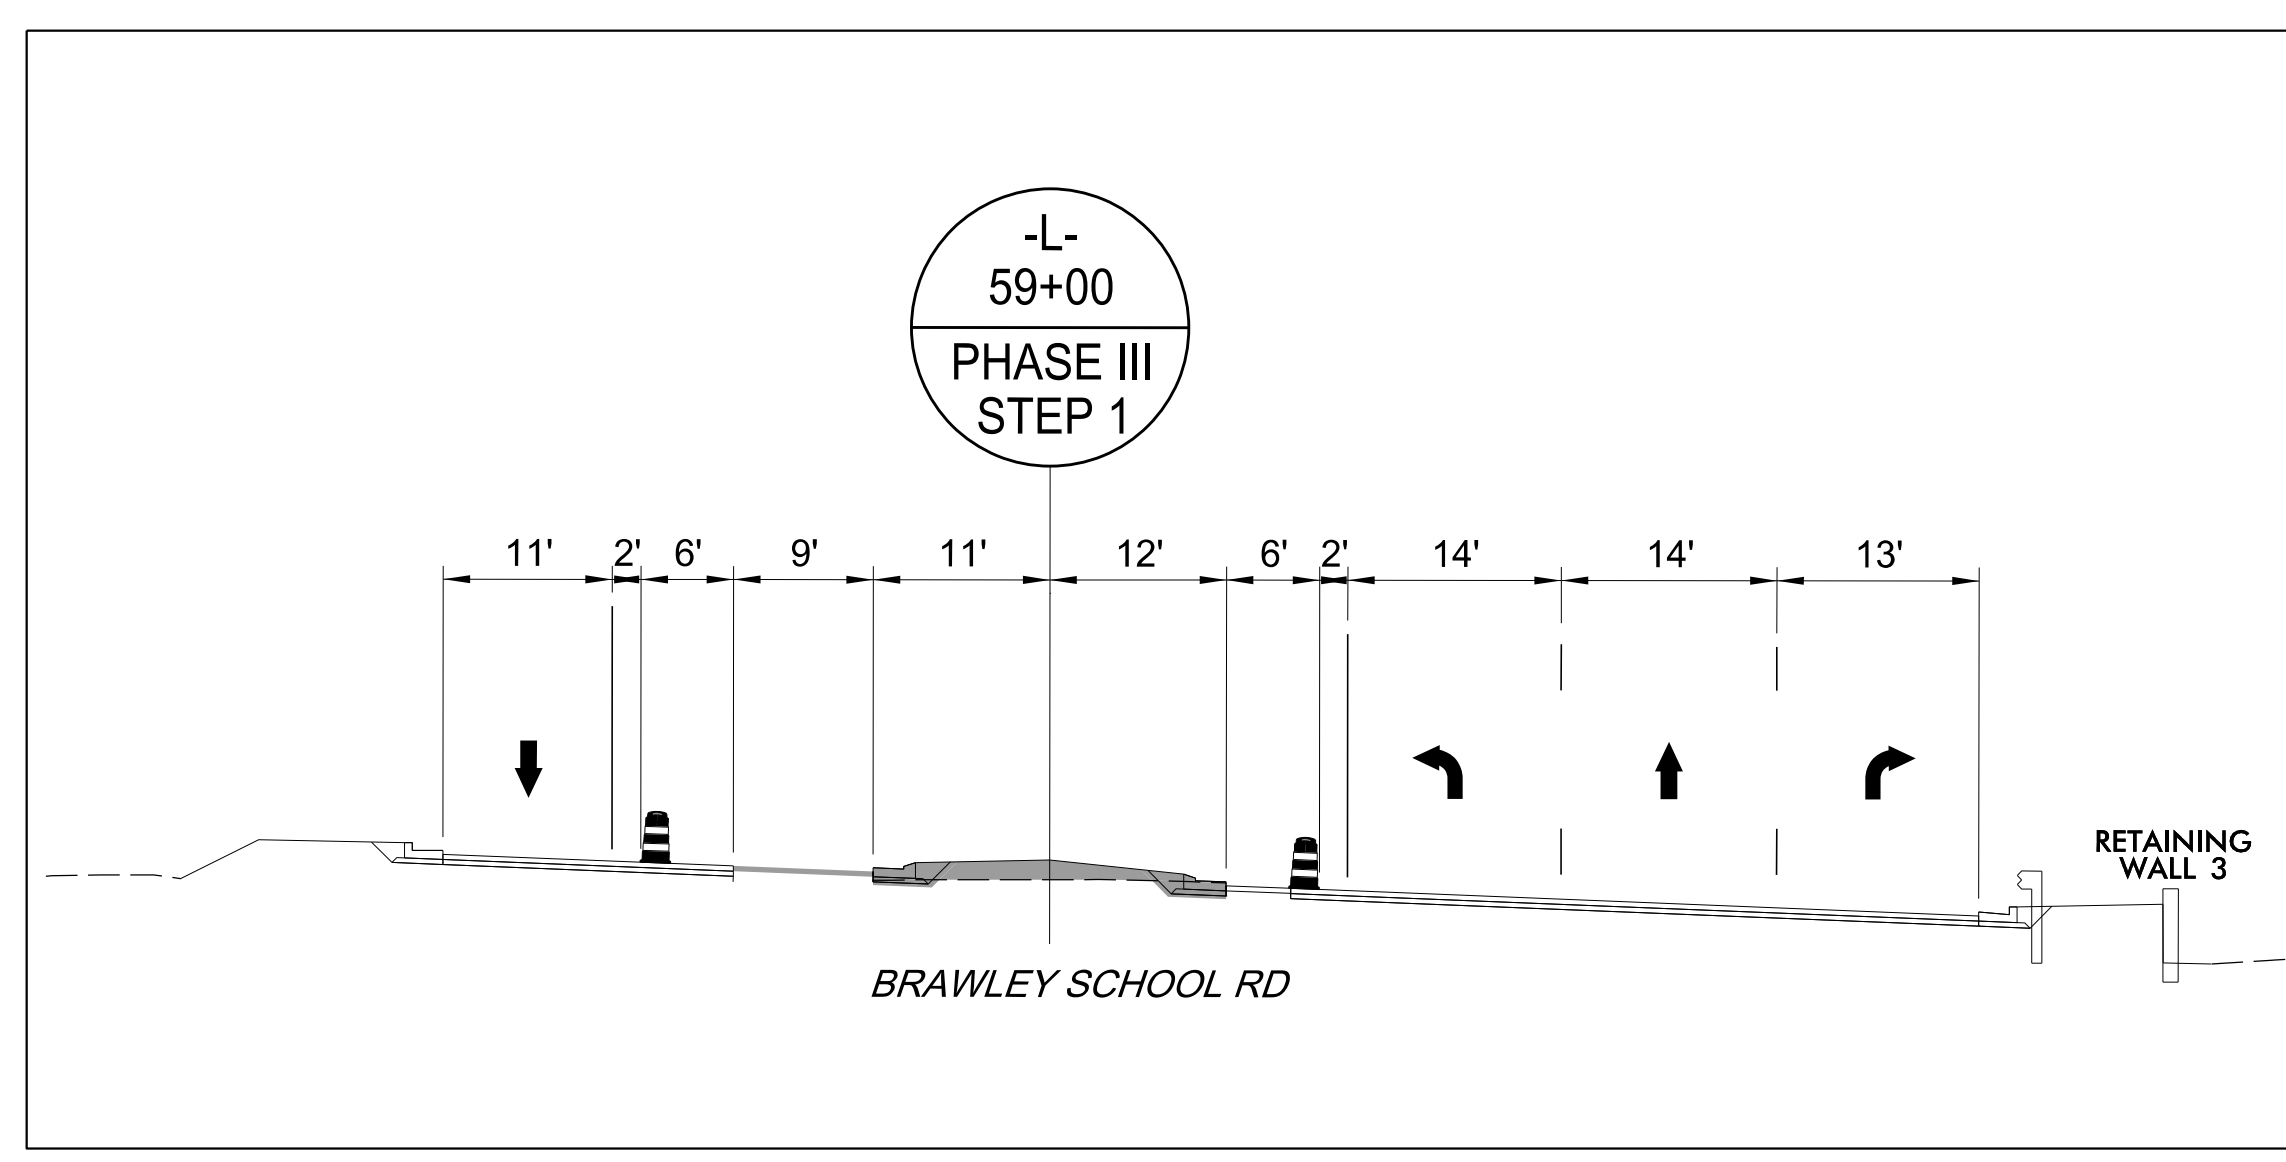 -L-
59+00
PHASE III
STEP 1
11' 2' 6' 9' 11' 12' 6' 2' 14' 14' 13'
RETAINING
WALL 3
BRAWLEY SCHOOL RD